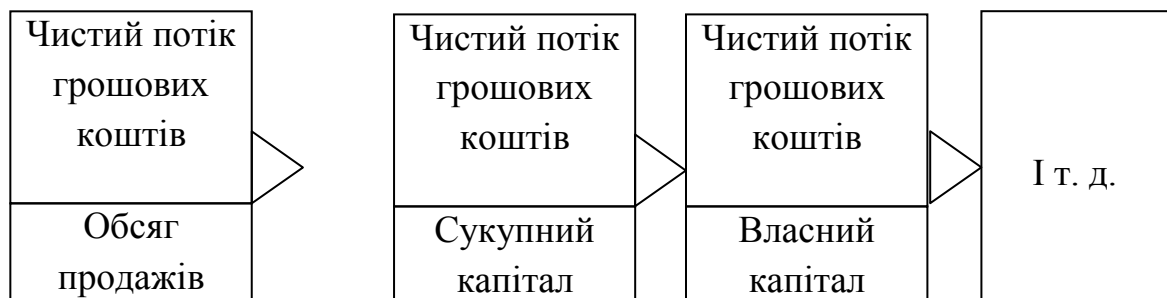 Чистий потік
грошових
коштів
Обсяг
продажів
Чистий потік
грошових
коштів
Сукупний
капітал
Чистий потік
грошових
коштів
Власний
капітал
І т. д.